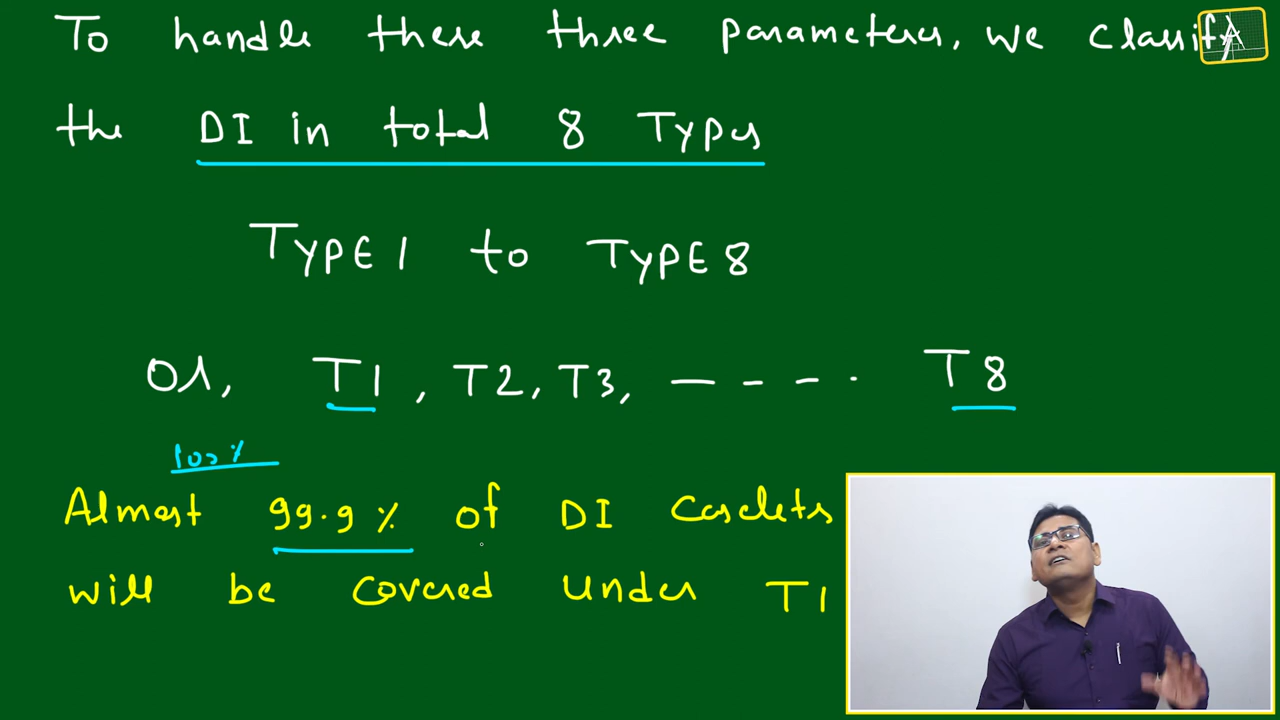 To handle these three parameters, we classify
the DI in total 8 Types
TYPE 1 to TYPE 8
Or, T1, T2, T3, — - - - · T8
100%
Almost 99.9% of DI Caselets
will be covered under T1